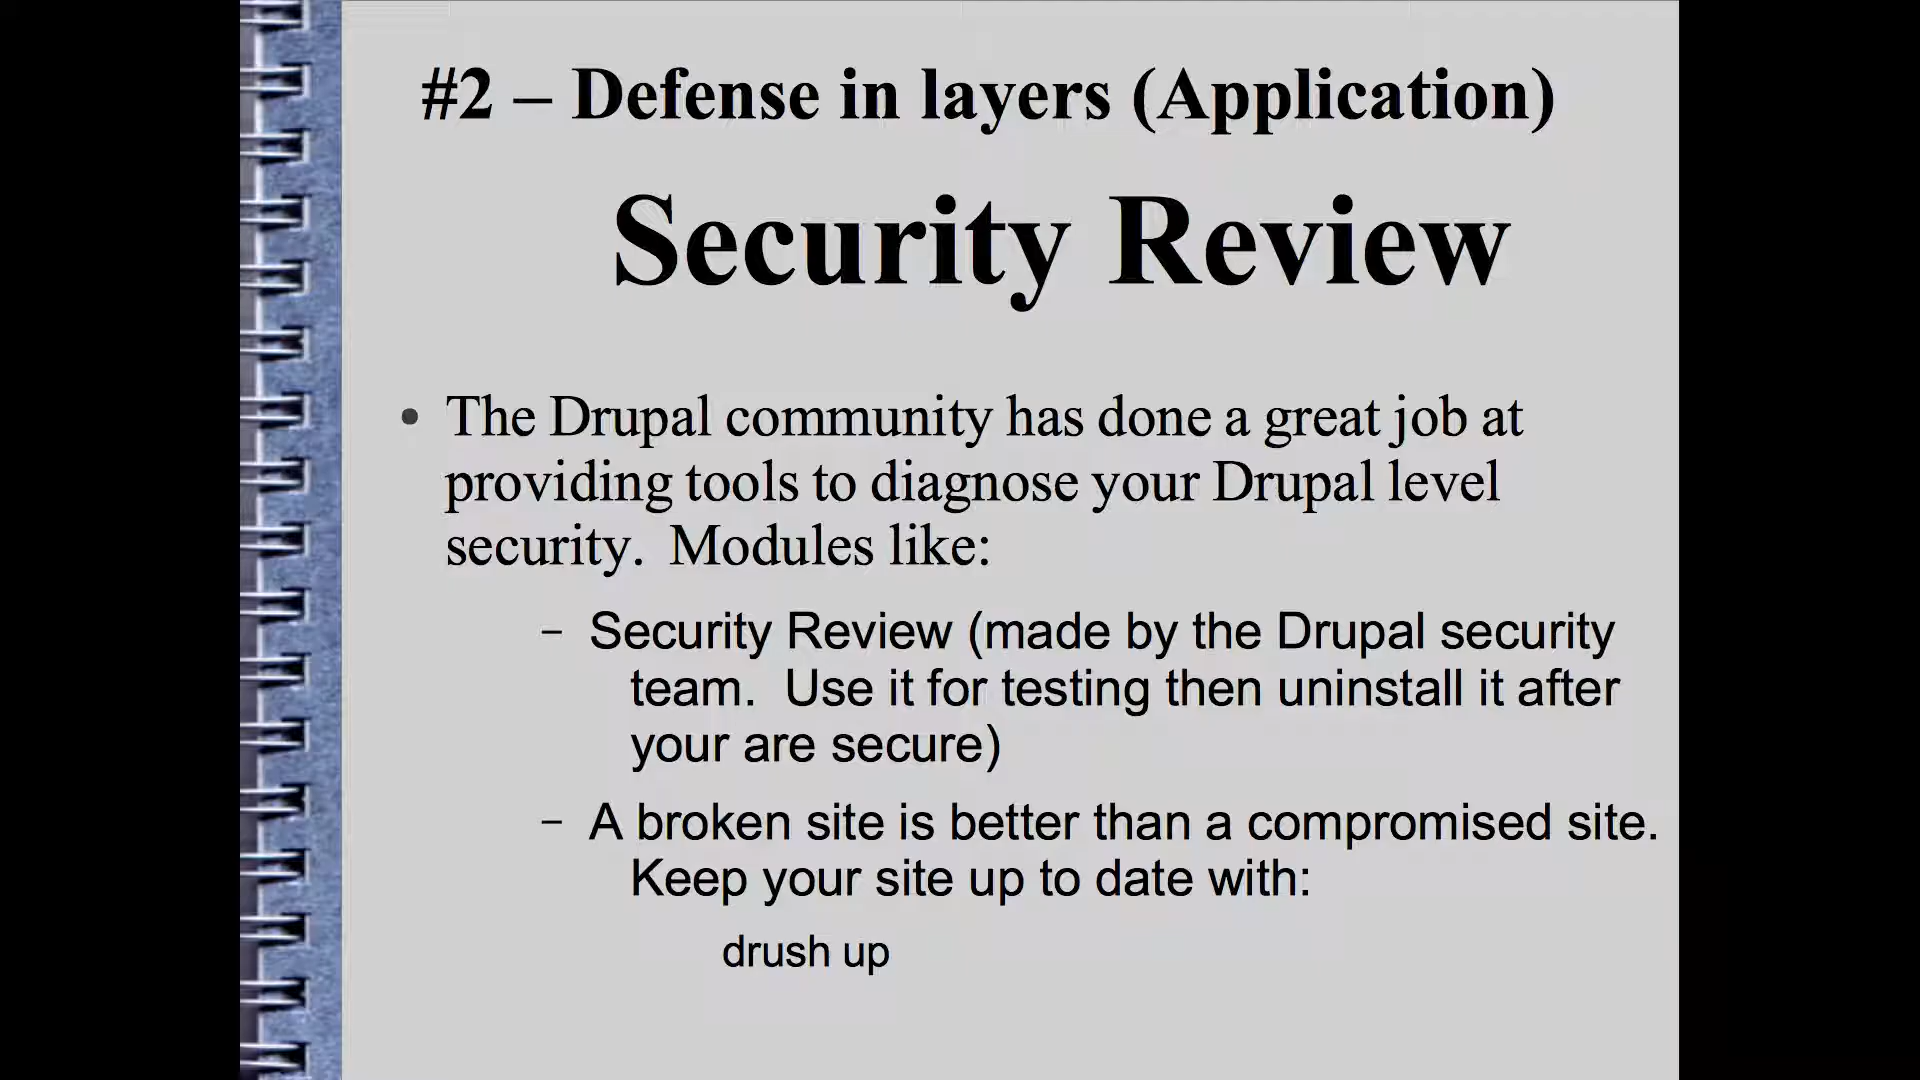 #2 – Defense in layers (Application)
Security Review
• The Drupal community has done a great job at
providing tools to diagnose your Drupal level
security.  Modules like:
– Security Review (made by the Drupal security
team.  Use it for testing then uninstall it after
your are secure)
– A broken site is better than a compromised site.
Keep your site up to date with:
drush up